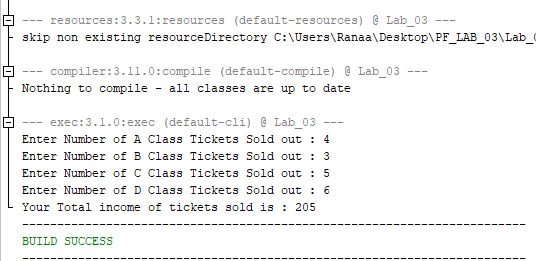 --- resources:3.3.1:resources (default-resources) @ Lab_03 ---
skip non existing resourceDirectory C:\Users\Ranaa\Desktop\PF_LAB_03\Lab_0
--- compiler:3.11.0:compile (default-compile) @ Lab_03 ---
Nothing to compile - all classes are up to date
--- exec:3.1.0:exec (default-cli) @ Lab_03 ---
Enter Number of A Class Tickets Sold out : 4
Enter Number of B Class Tickets Sold out : 3
Enter Number of C Class Tickets Sold out : 5
Enter Number of D Class Tickets Sold out : 6
Your Total income of tickets sold is : 205
------------------------------------------------------------------------
BUILD SUCCESS
------------------------------------------------------------------------